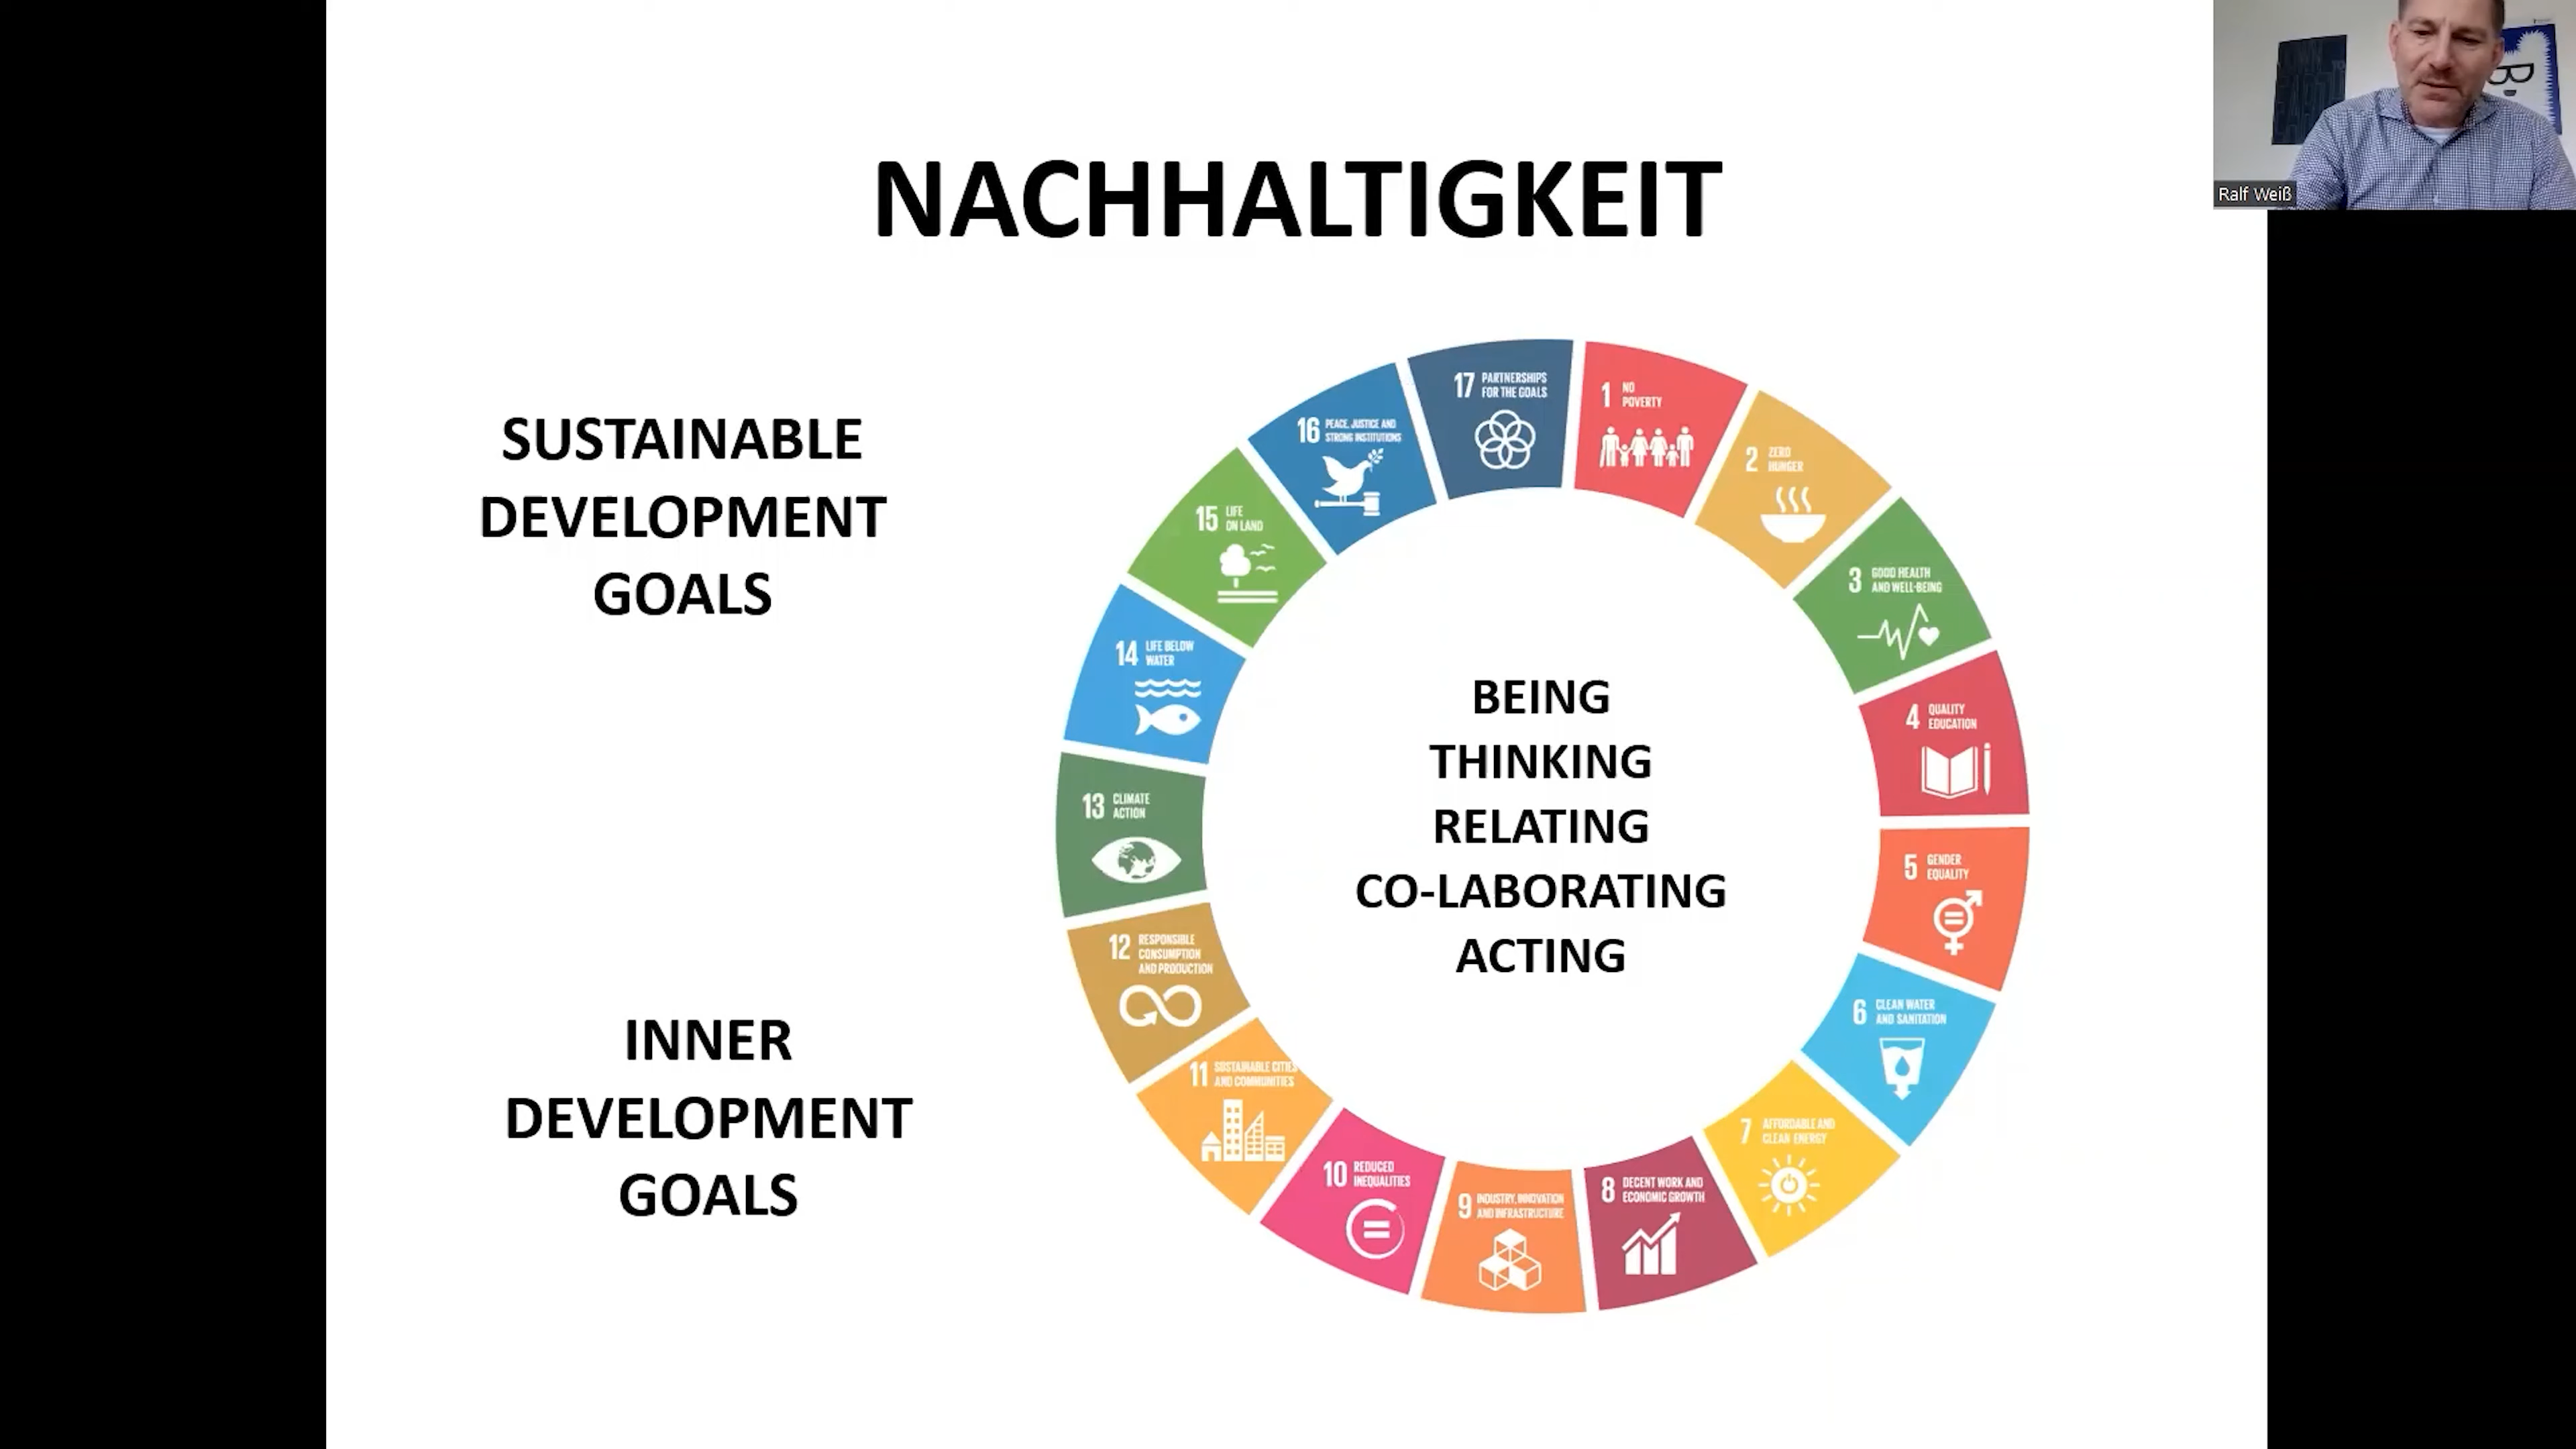 NACHHALTIGKEIT
Ralf Weiß
SUSTAINABLE
DEVELOPMENT
GOALS
INNER
DEVELOPMENT
GOALS
1 NO
POVERTY
2 ZERO
HUNGER
3 GOOD HEALTH
AND WELL-BEING
4 QUALITY
EDUCATION
5 GENDER
EQUALITY
6 CLEAN WATER
AND SANITATION
7 AFFORDABLE AND
CLEAN ENERGY
8 DECENT WORK AND
ECONOMIC GROWTH
9 INDUSTRY, INNOVATION
AND INFRASTRUCTURE
10 REDUCED
INEQUALITIES
11 SUSTAINABLE CITIES
AND COMMUNITIES
12 RESPONSIBLE
CONSUMPTION
AND PRODUCTION
13 CLIMATE
ACTION
14 LIFE BELOW
WATER
15 LIFE
ON LAND
16 PEACE, JUSTICE AND
STRONG INSTITUTIONS
17 PARTNERSHIPS
FOR THE GOALS
BEING
THINKING
RELATING
CO-LABORATING
ACTING